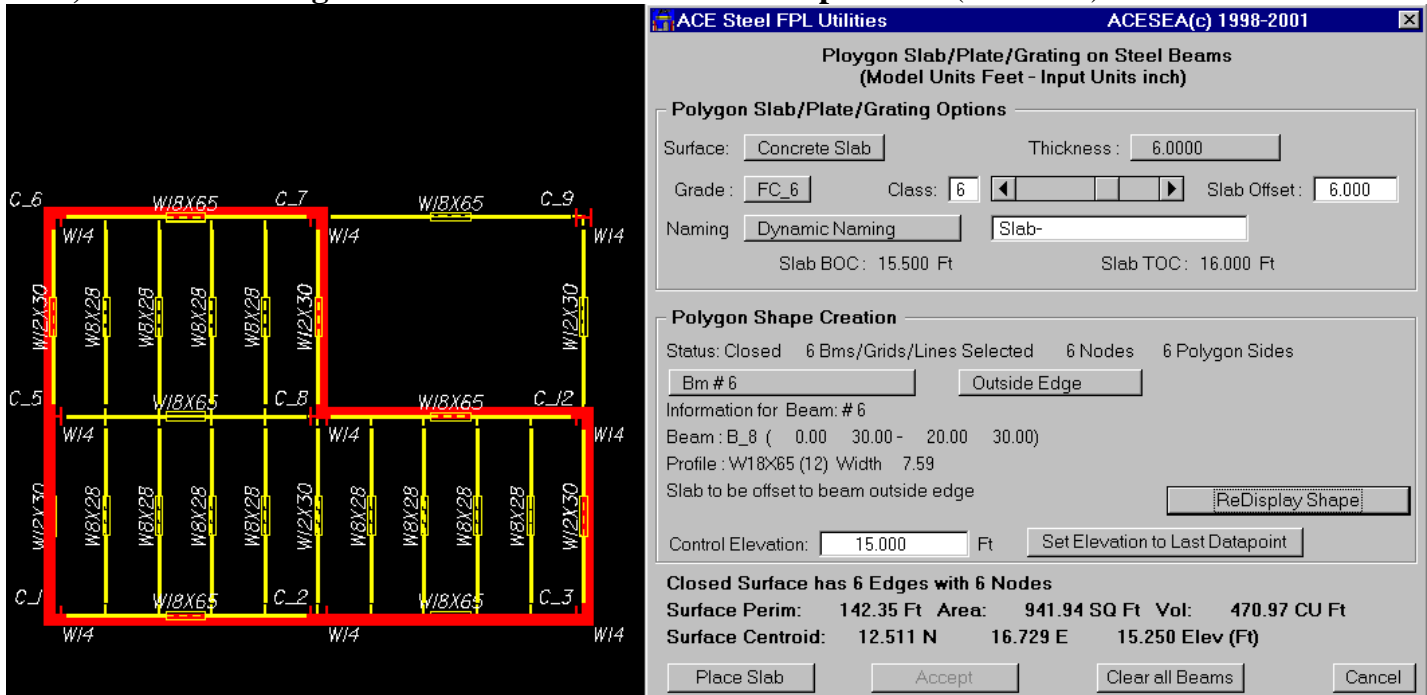 ACE Steel FPL Utilities ACESEA(c) 1998-2001
Ploygon Slab/Plate/Grating on Steel Beams
(Model Units Feet - Input Units inch)
Polygon Slab/Plate/Grating Options
Surface: Concrete Slab Thickness : 6.0000
Grade : FC_6 Class: 6 Slab Offset : 6.000
Naming Dynamic Naming Slab-
Slab BOC : 15.500 Ft Slab TOC : 16.000 Ft
Polygon Shape Creation
Status: Closed 6 Bms/Grids/Lines Selected 6 Nodes 6 Polygon Sides
Bm # 6 Outside Edge
Information for Beam: # 6
Beam : B_8 ( 0.00 30.00 - 20.00 30.00)
Profile : W18X65 (12) Width 7.59
Slab to be offset to beam outside edge
ReDisplay Shape
Control Elevation: 15.000 Ft Set Elevation to Last Datapoint
Closed Surface has 6 Edges with 6 Nodes
Surface Perim: 142.35 Ft Area: 941.94 SQ Ft Vol: 470.97 CU Ft
Surface Centroid: 12.511 N 16.729 E 15.250 Elev (Ft)
Place Slab Accept Clear all Beams Cancel
C_6 W18X65 C_7 W18X65 C_9
W14 W14 W14
W12X30 W8X28 W8X28 W8X28 W8X28 W12X30 W12X30
C_5 W18X65 C_8 W18X65 C_12
W14 W14 W14
W12X30 W8X28 W8X28 W8X28 W8X28 W12X30 W8X28 W8X28 W8X28 W8X28 W12X30
C_1 W18X65 C_2 W18X65 C_3
W14 W14 W14